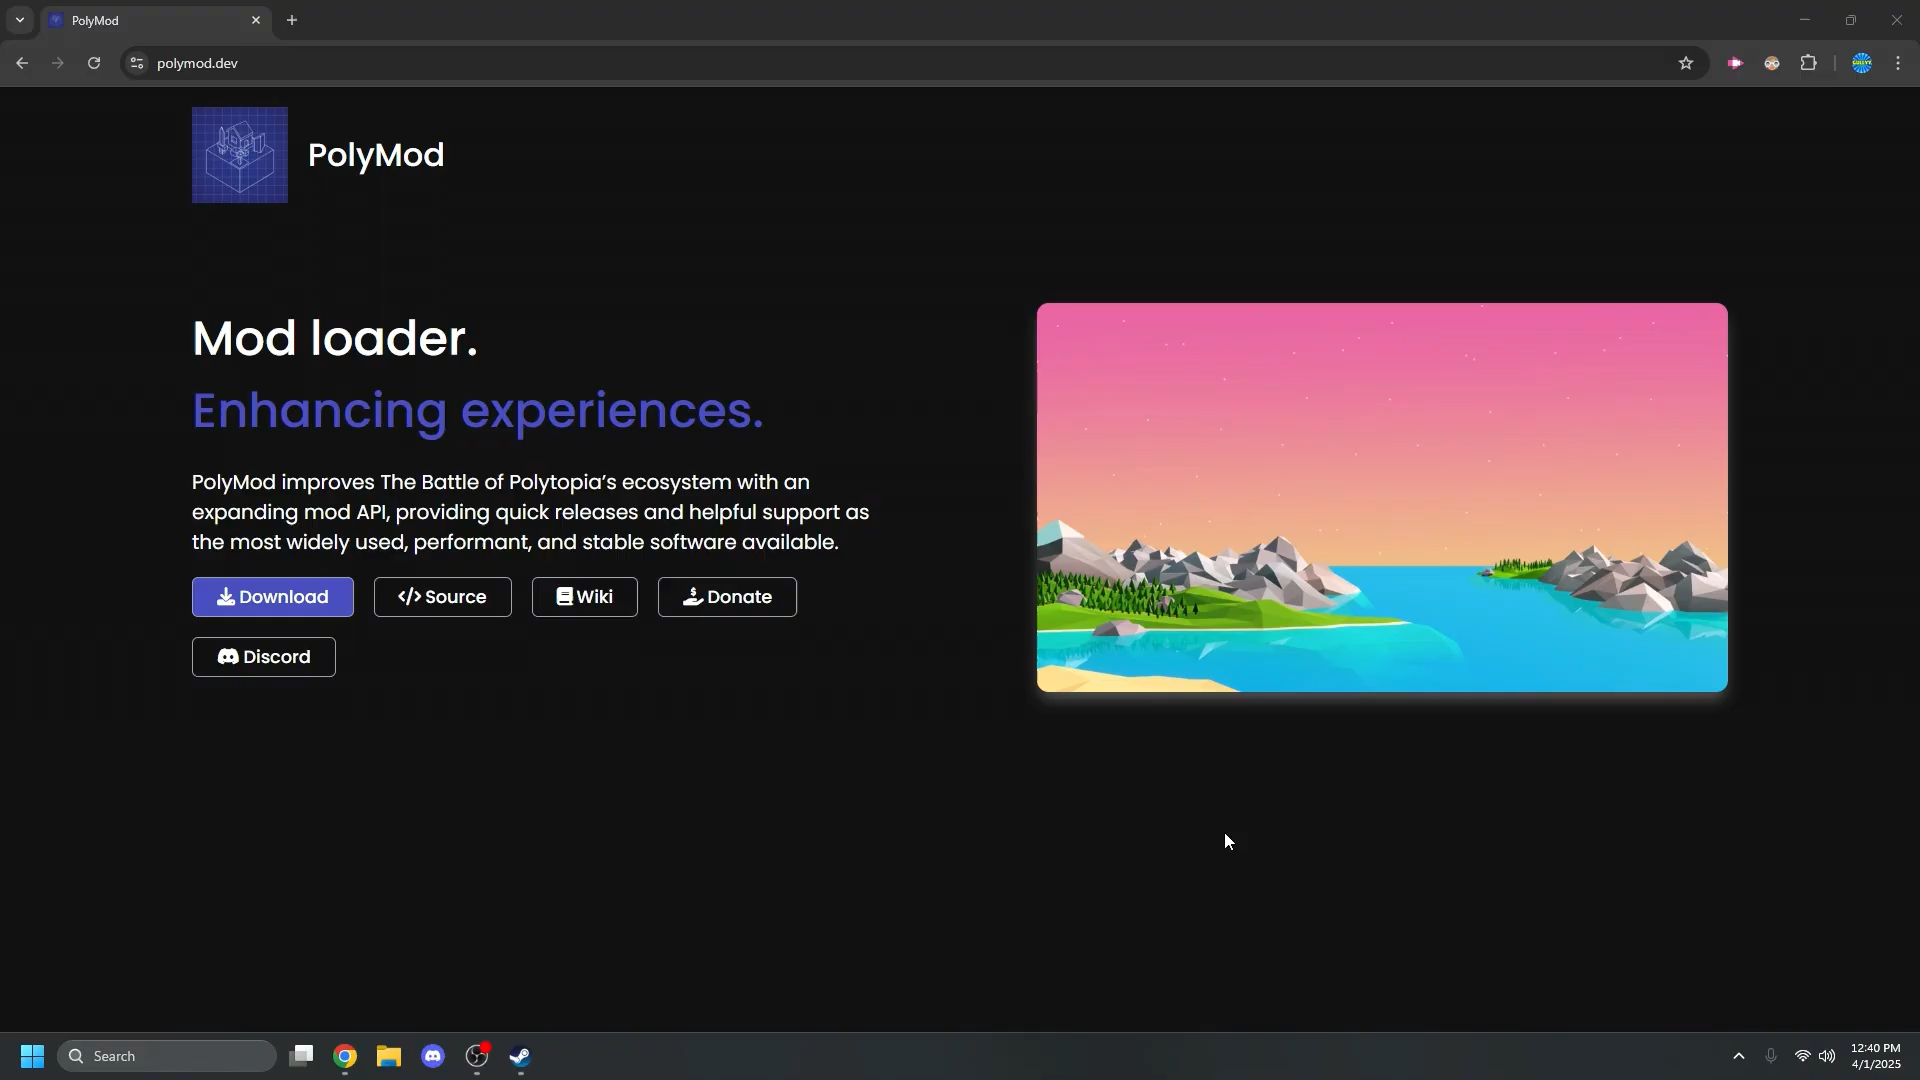 PolyMod
polymod.dev
PolyMod
Mod loader.
Enhancing experiences.
PolyMod improves The Battle of Polytopia’s ecosystem with an
expanding mod API, providing quick releases and helpful support as
the most widely used, performant, and stable software available.
Download
</> Source
Wiki
Donate
Discord
Search
12:40 PM
4/1/2025